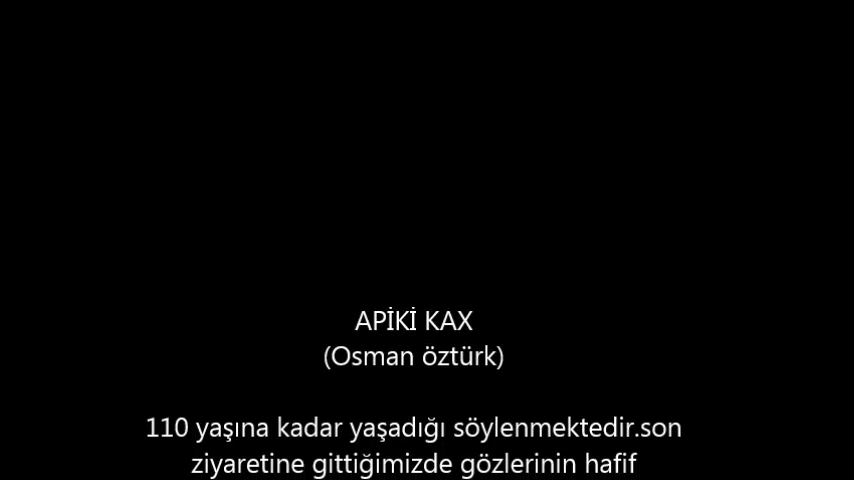 APİKİ KAX
(Osman öztürk)
110 yaşına kadar yaşadığı söylenmektedir.son
ziyaretine gittiğimizde gözlerinin hafif